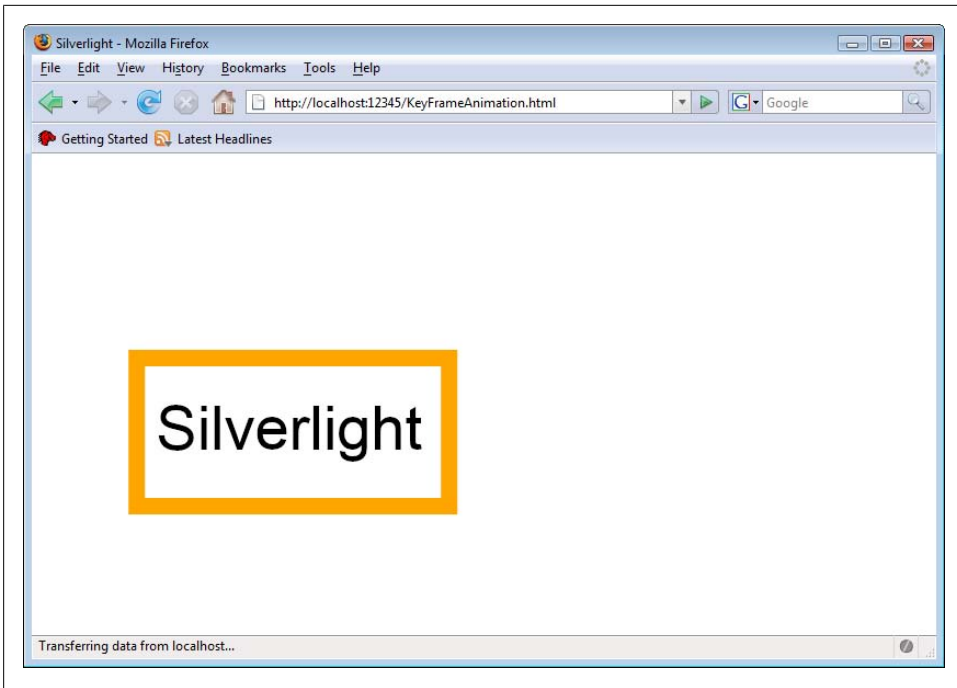 Silverlight - Mozilla Firefox
File Edit View History Bookmarks Tools Help
http://localhost:12345/KeyFrameAnimation.html G Google
Getting Started Latest Headlines
Silverlight
Transferring data from localhost...